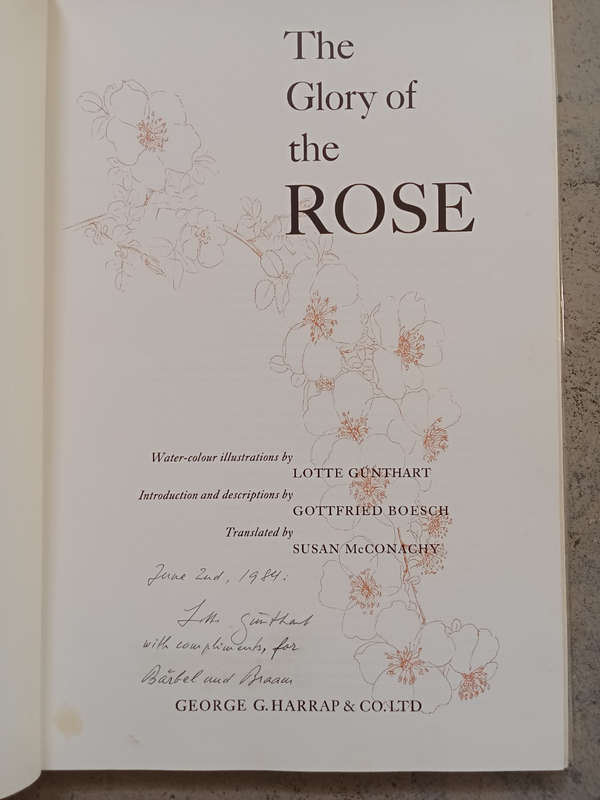 The
Glory of
the
ROSE
Water-colour illustrations by
LOTTE GÜNTHART
Introduction and descriptions by
GOTTFRIED BOESCH
Translated by
SUSAN McCONACHY
June 2nd, 1984.
Lotte Günthart
with compliments, for
Bärbel und Braam
GEORGE G. HARRAP & CO. LTD